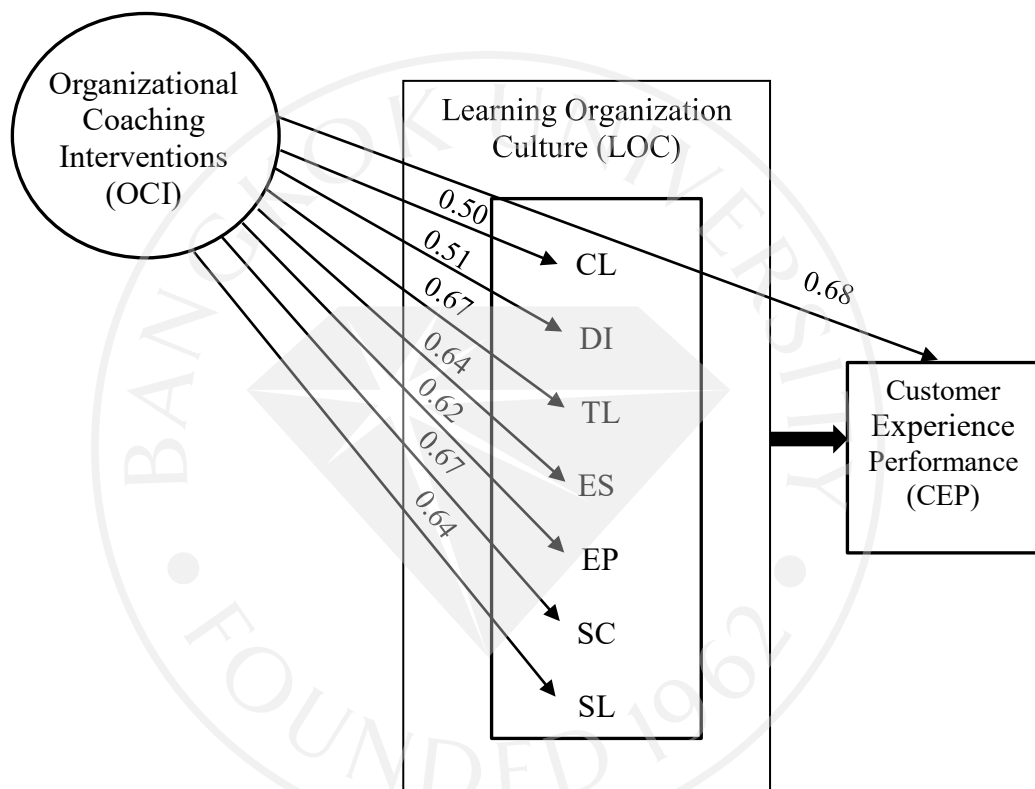 Organizational
Coaching
Interventions
(OCI)
Learning Organization
Culture (LOC)
0.50
0.51
0.67
0.64
0.62
0.67
0.64
0.68
CL
DI
TL
ES
EP
SC
SL
Customer
Experience
Performance
(CEP)
BANGKOK UNIVERSITY
FOUNDED 1962